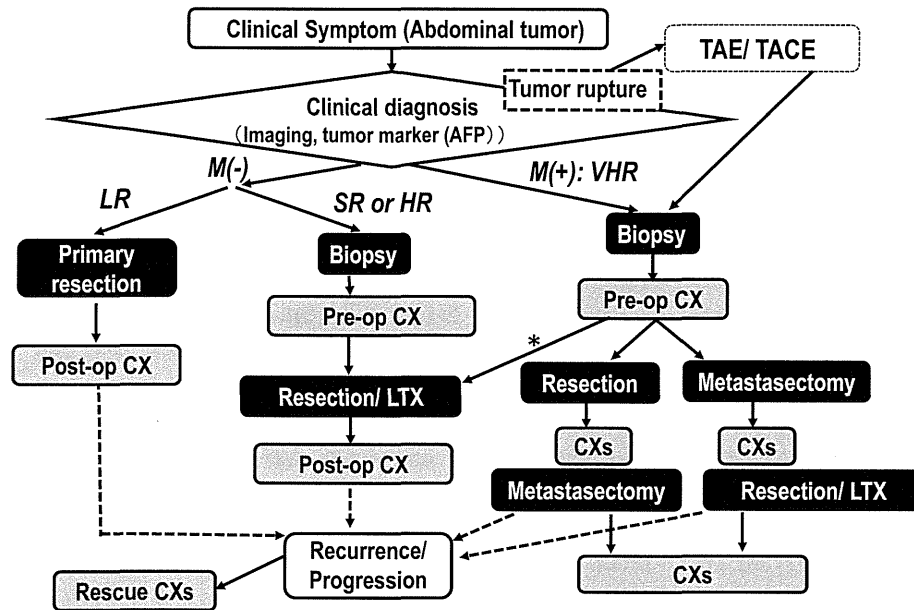 Clinical Symptom (Abdominal tumor)
TAE/ TACE
Tumor rupture
Clinical diagnosis
（Imaging, tumor marker (AFP)））
M(-)
M(+): VHR
LR
SR or HR
Primary
resection
Biopsy
Biopsy
Pre-op CX
Pre-op CX
*
Post-op CX
Resection/ LTX
Resection
Metastasectomy
Post-op CX
CXs
CXs
Metastasectomy
Resection/ LTX
Recurrence/
Progression
CXs
Rescue CXs